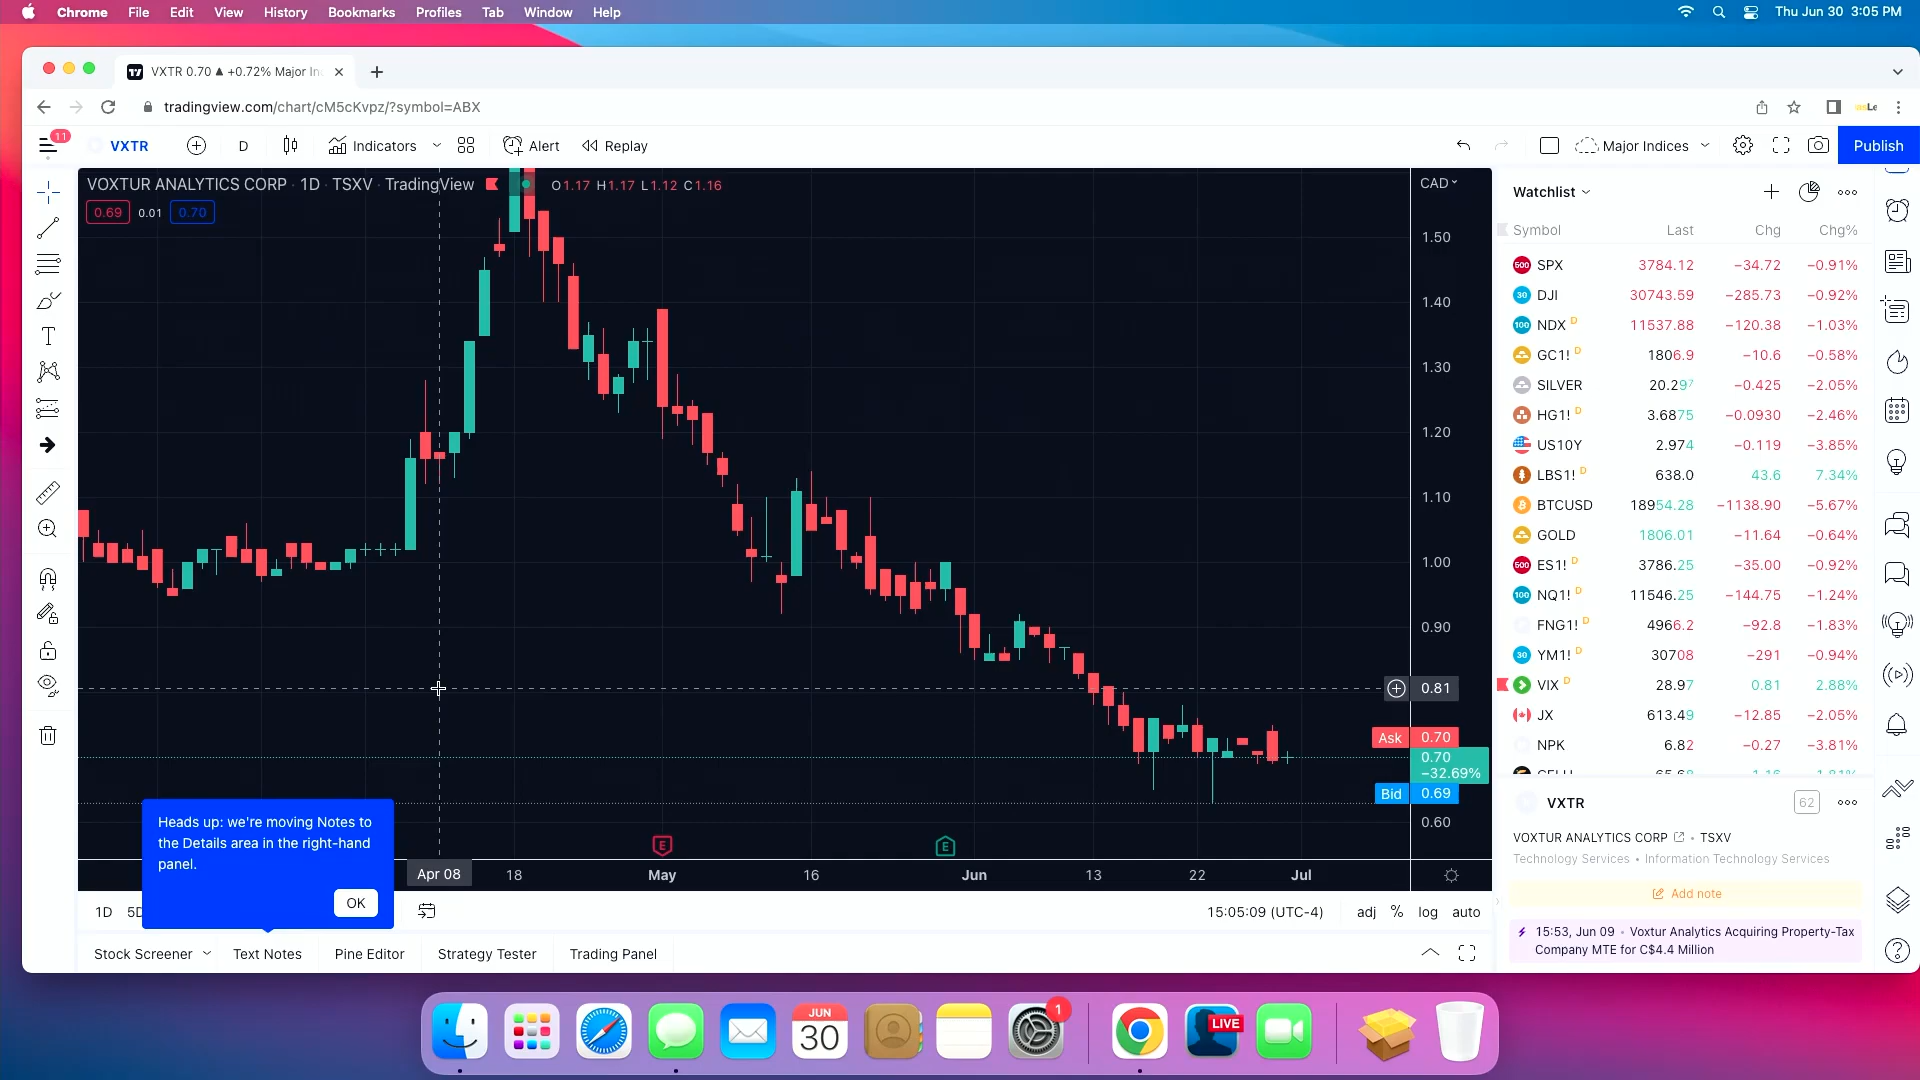 Chrome File Edit View History Bookmarks Profiles Tab Window Help Thu Jun 30 3:05 PM
VXTR 0.70 ▲ +0.72% Major In
tradingview.com/chart/cM5cKvpz/?symbol=ABX
11
VXTR D Indicators Alert Replay Major Indices Publish
VOXTUR ANALYTICS CORP · 1D · TSXV · TradingView O1.17 H1.17 L1.12 C1.16
0.69 0.01 0.70
CAD
1.50
1.40
1.30
1.20
1.10
1.00
0.90
0.81
Ask 0.70
0.70
−32.69%
Bid 0.69
0.60
E E
Apr 08 18 May 16 Jun 13 22 Jul
Heads up: we're moving Notes to
the Details area in the right-hand
panel.
OK
1D 5D 15:05:09 (UTC-4) adj % log auto
Stock Screener Text Notes Pine Editor Strategy Tester Trading Panel
Watchlist
Symbol Last Chg Chg%
500 SPX 3784.12 −34.72 −0.91%
30 DJI 30743.59 −285.73 −0.92%
100 NDX D 11537.88 −120.38 −1.03%
GC1! D 1806.9 −10.6 −0.58%
SILVER 20.297 −0.425 −2.05%
HG1! D 3.6875 −0.0930 −2.46%
US10Y 2.974 −0.119 −3.85%
LBS1! D 638.0 43.6 7.34%
BTCUSD 18954.28 −1138.90 −5.67%
GOLD 1806.01 −11.64 −0.64%
500 ES1! D 3786.25 −35.00 −0.92%
100 NQ1! D 11546.25 −144.75 −1.24%
FNG1! D 4966.2 −92.8 −1.83%
30 YM1! D 30708 −291 −0.94%
VIX D 28.97 0.81 2.88%
JX 613.49 −12.85 −2.05%
NPK 6.82 −0.27 −3.81%
VXTR 62
VOXTUR ANALYTICS CORP • TSXV
Technology Services • Information Technology Services
Add note
15:53, Jun 09 • Voxtur Analytics Acquiring Property-Tax
Company MTE for C$4.4 Million
JUN
30
1
LIVE